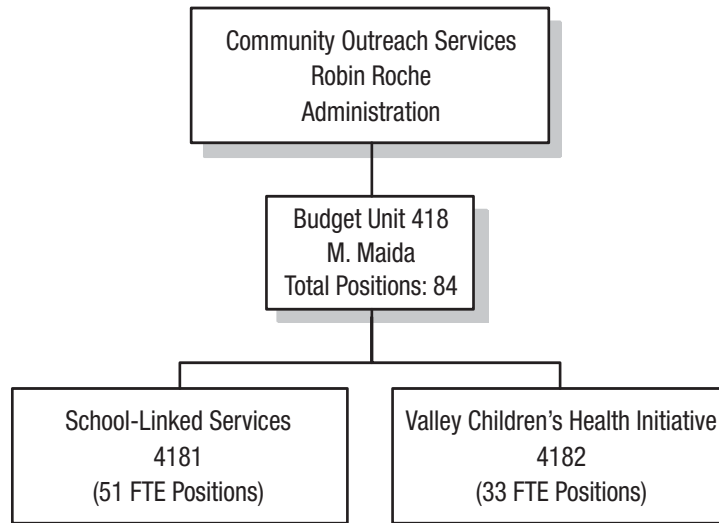 Community Outreach Services
Robin Roche
Administration
Budget Unit 418
M. Maida
Total Positions: 84
School-Linked Services
4181
(51 FTE Positions)
Valley Children’s Health Initiative
4182
(33 FTE Positions)